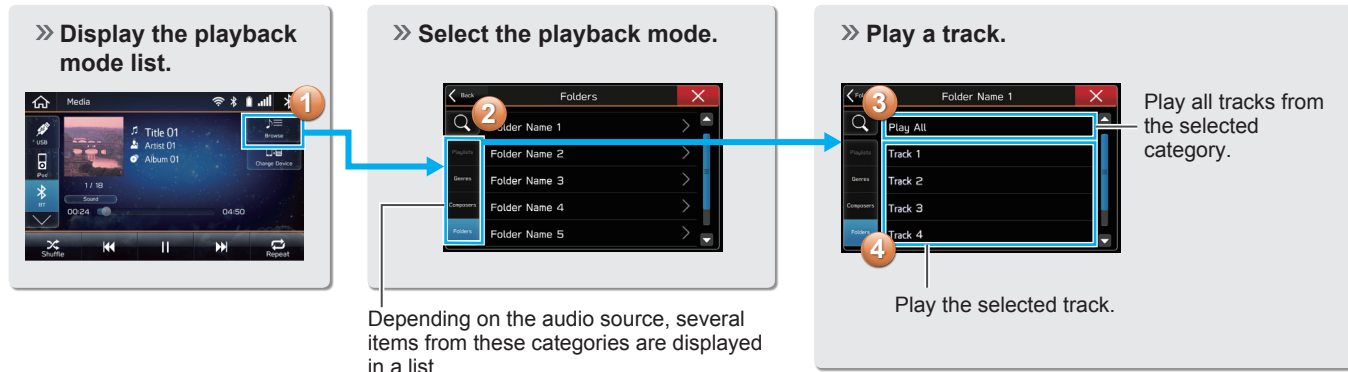 » Display the playback
mode list.
Media
1
USB
iPod
BT
Title 01
Artist 01
Album 01
Browse
Change Device
1 / 18
Sound
00:24
04:50
Shuffle
Repeat
» Select the playback mode.
Back
Folders
2
Folder Name 2
Folder Name 3
Folder Name 4
Folder Name 5
Playlists
Genres
Composers
Folders
Depending on the audio source, several
items from these categories are displayed
in a list
» Play a track.
3
Folder Name 1
Play All
Track 1
Track 2
Track 3
Track 4
Playlists
Genres
Composers
Folders
4
Play all tracks from
the selected
category.
Play the selected track.